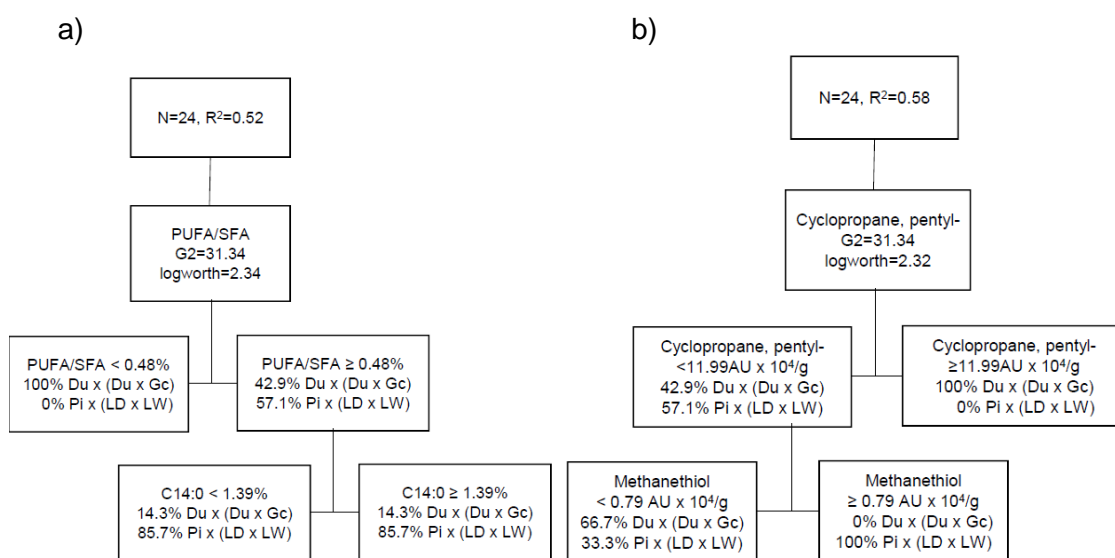 a)
N=24, R²=0.52
PUFA/SFA
G2=31.34
logworth=2.34
PUFA/SFA < 0.48%
100% Du x (Du x Gc)
0% Pi x (LD x LW)
PUFA/SFA ≥ 0.48%
42.9% Du x (Du x Gc)
57.1% Pi x (LD x LW)
C14:0 < 1.39%
14.3% Du x (Du x Gc)
85.7% Pi x (LD x LW)
C14:0 ≥ 1.39%
14.3% Du x (Du x Gc)
85.7% Pi x (LD x LW)
b)
N=24, R²=0.58
Cyclopropane, pentyl-
G2=31.34
logworth=2.32
Cyclopropane, pentyl-
<11.99AU x 10⁴/g
42.9% Du x (Du x Gc)
57.1% Pi x (LD x LW)
Cyclopropane, pentyl-
≥11.99AU x 10⁴/g
100% Du x (Du x Gc)
0% Pi x (LD x LW)
Methanethiol
< 0.79 AU x 10⁴/g
66.7% Du x (Du x Gc)
33.3% Pi x (LD x LW)
Methanethiol
≥ 0.79 AU x 10⁴/g
0% Du x (Du x Gc)
100% Pi x (LD x LW)